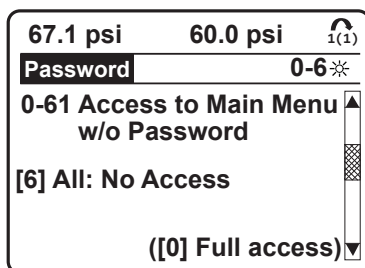 67.1 psi 60.0 psi 1(1)
Password 0-6※
0-61 Access to Main Menu
w/o Password
[6] All: No Access
([0] Full access)